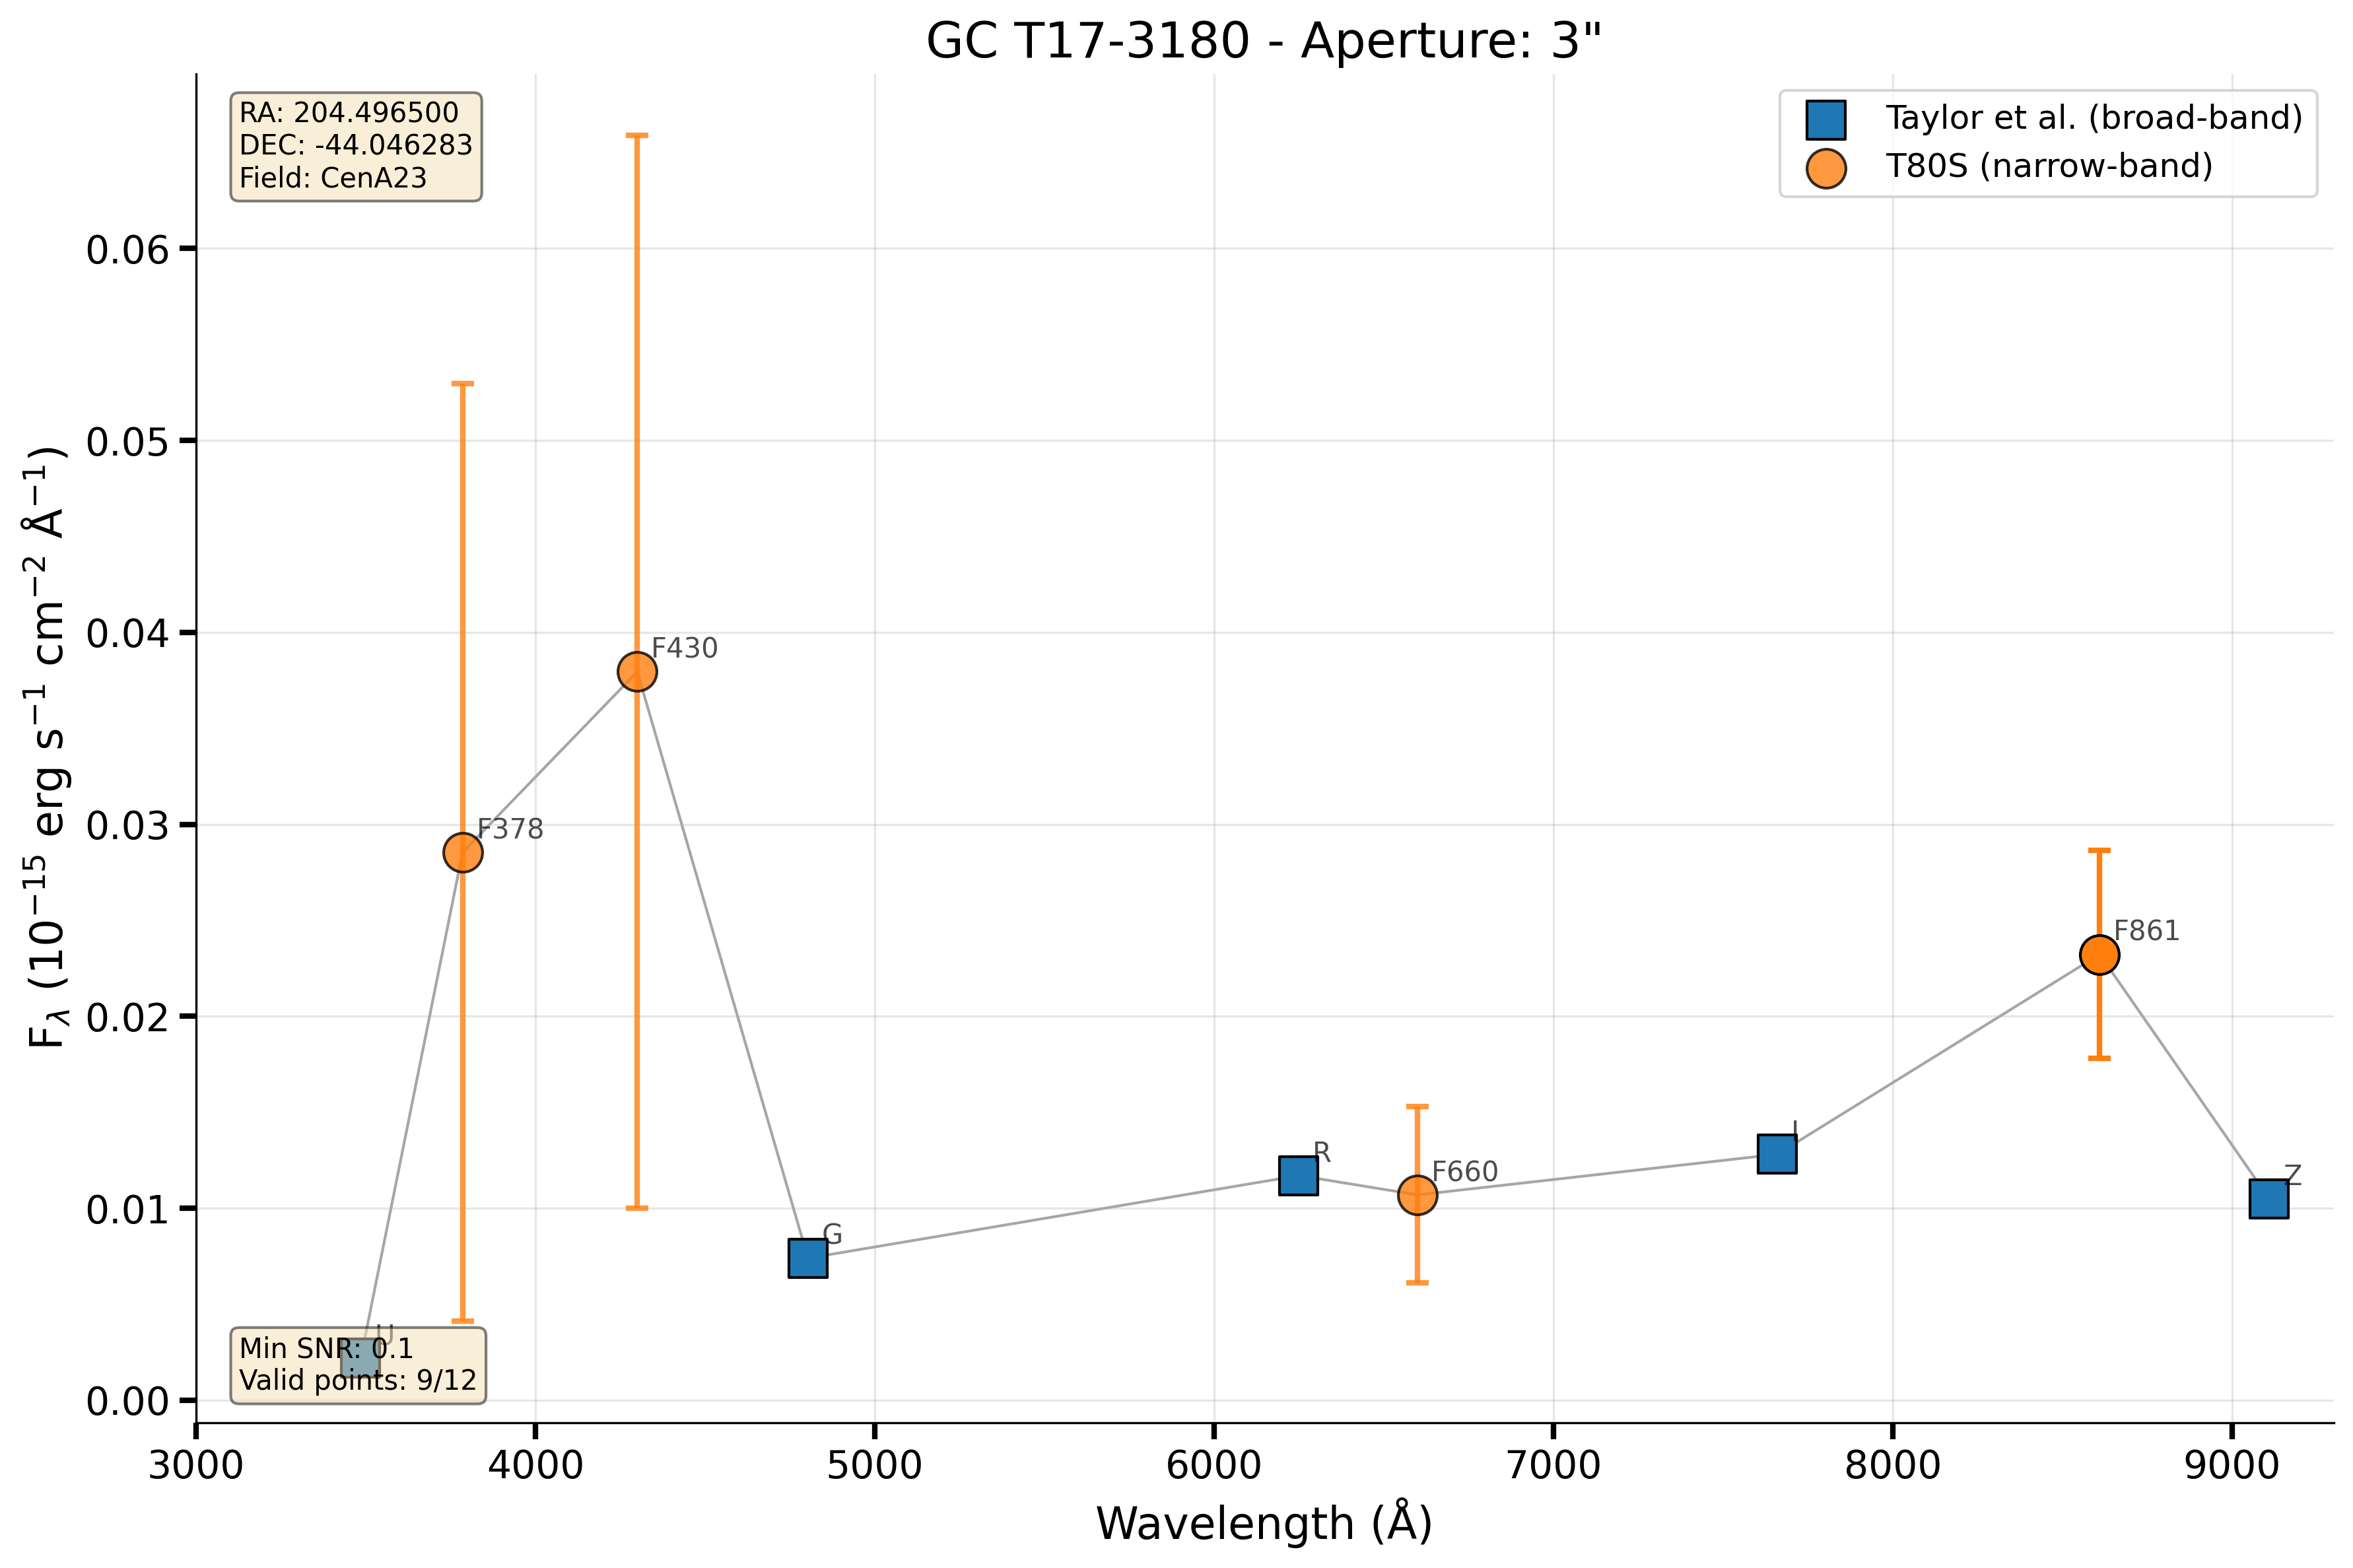 GC T17-3180 - Aperture: 3"
RA: 204.496500
DEC: -44.046283
Field: CenA23
Taylor et al. (broad-band)
T80S (narrow-band)
F_λ (10⁻¹⁵ erg s⁻¹ cm⁻² Å⁻¹)
0.06
0.05
0.04
0.03
0.02
0.01
0.00
F430
F378
F861
I
R
F660
Z
G
U
Min SNR: 0.1
Valid points: 9/12
3000 4000 5000 6000 7000 8000 9000
Wavelength (Å)